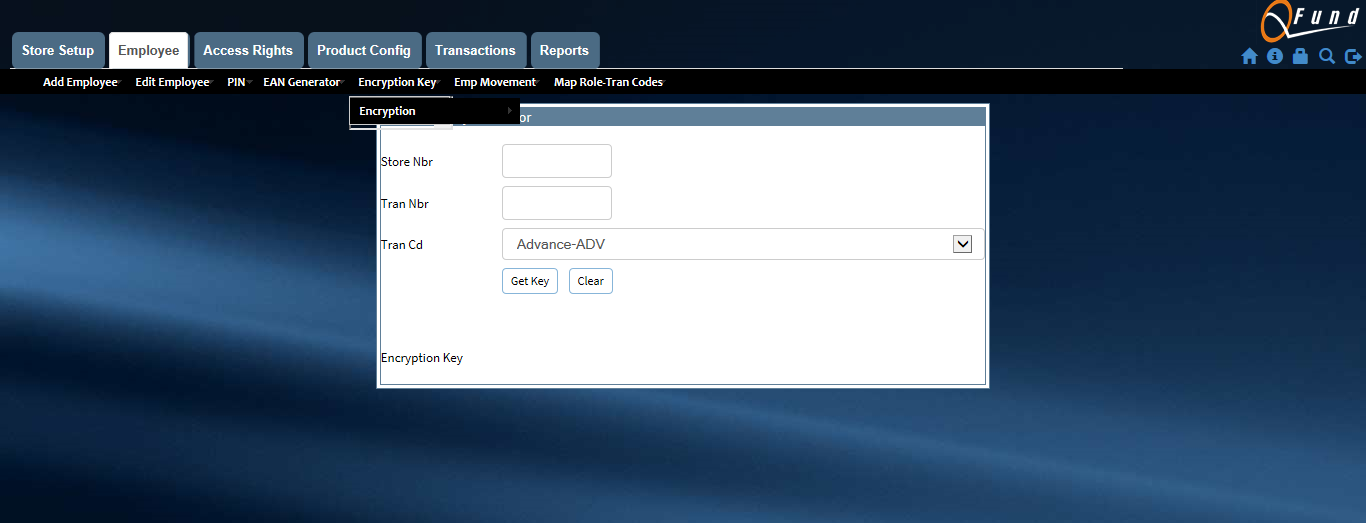 QFund
Store Setup Employee Access Rights Product Config Transactions Reports
Add Employee Edit Employee PIN EAN Generator Encryption Key Emp Movement Map Role-Tran Codes
Encryption
or
Store Nbr
Tran Nbr
Tran Cd Advance-ADV
Get Key Clear
Encryption Key